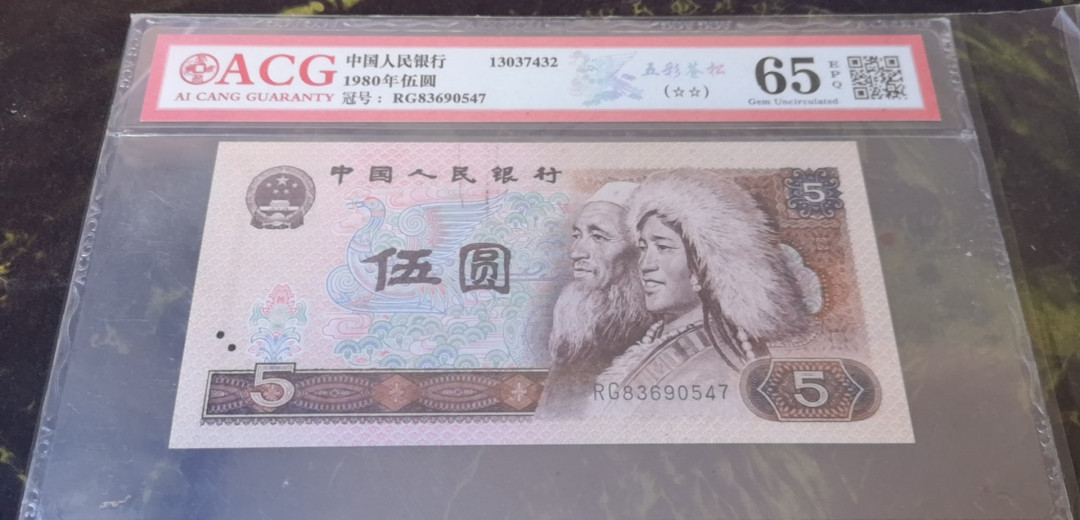 ACG
AI CANG GUARANTY
中国人民银行 13037432
1980年伍圆
冠号： RG83690547
五彩苍松
(☆☆)
65
EPQ
Gem Uncirculated
中国人民银行
5
伍圆
5
RG83690547
5